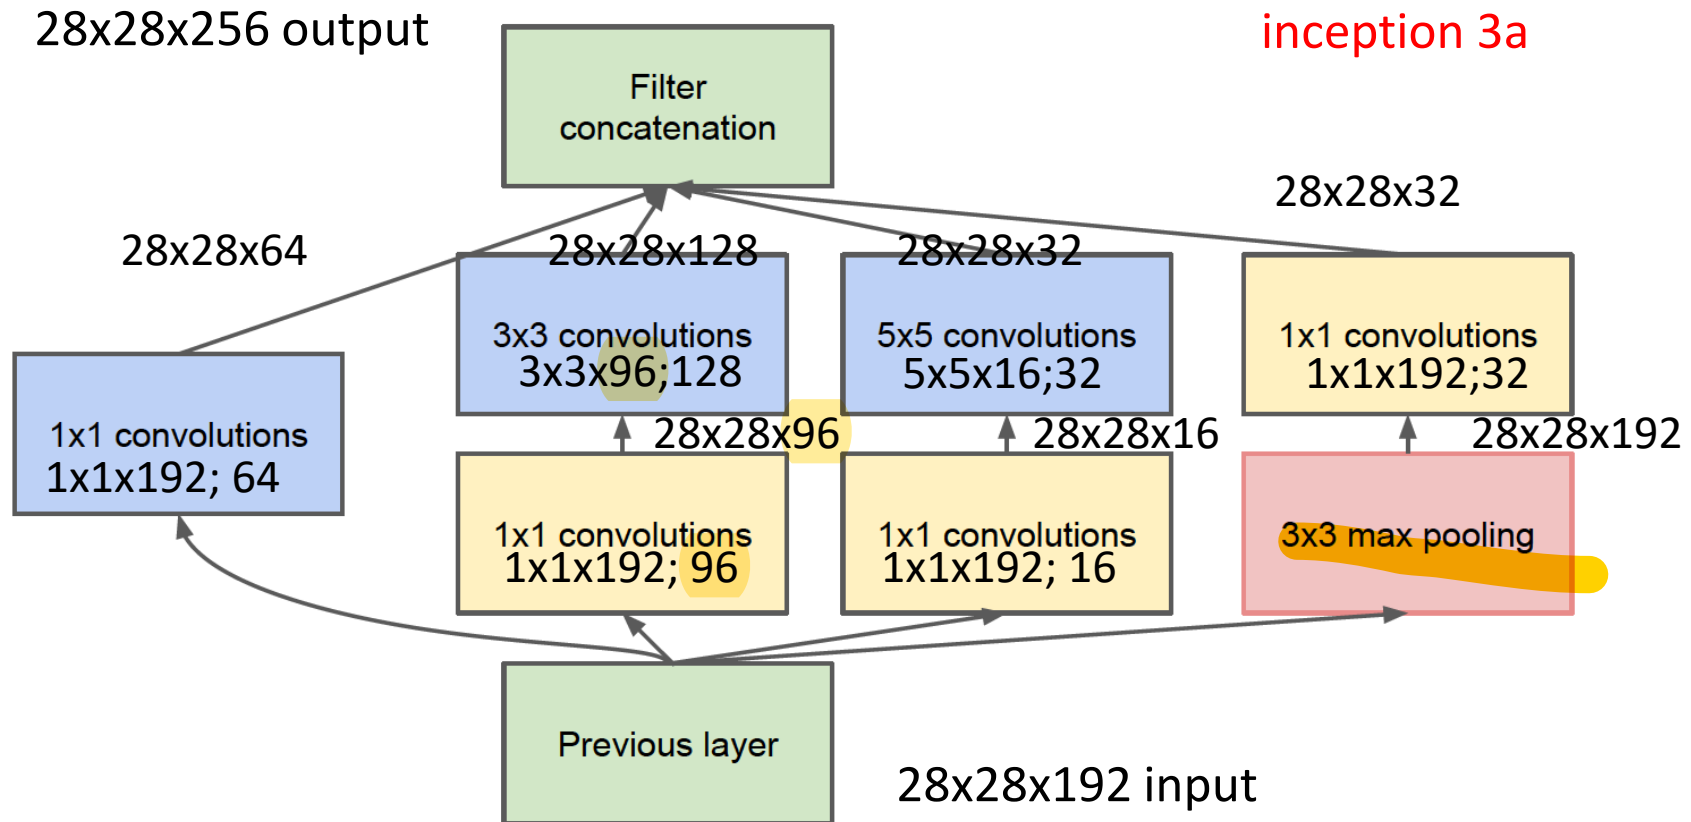 28x28x256 output
inception 3a
Filter
concatenation
28x28x32
28x28x64
28x28x128
28x28x32
3x3 convolutions
3x3x96;128
5x5 convolutions
5x5x16;32
1x1 convolutions
1x1x192;32
1x1 convolutions
1x1x192; 64
28x28x96
28x28x16
28x28x192
1x1 convolutions
1x1x192; 96
1x1 convolutions
1x1x192; 16
3x3 max pooling
Previous layer
28x28x192 input